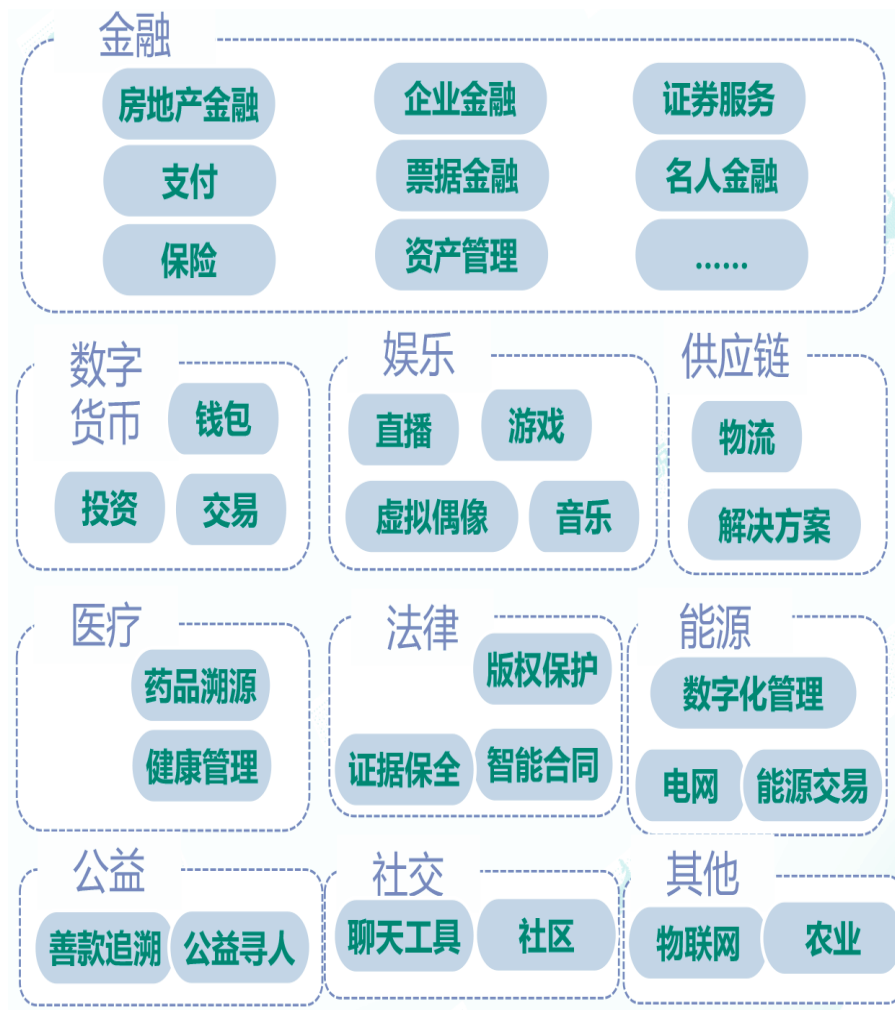 金融
房地产金融
企业金融
证券服务
支付
票据金融
名人金融
保险
资产管理
……
数字
货币
钱包
投资
交易
娱乐
直播
游戏
虚拟偶像
音乐
供应链
物流
解决方案
医疗
药品溯源
健康管理
法律
版权保护
证据保全
智能合同
能源
数字化管理
电网
能源交易
公益
善款追溯
公益寻人
社交
聊天工具
社区
其他
物联网
农业